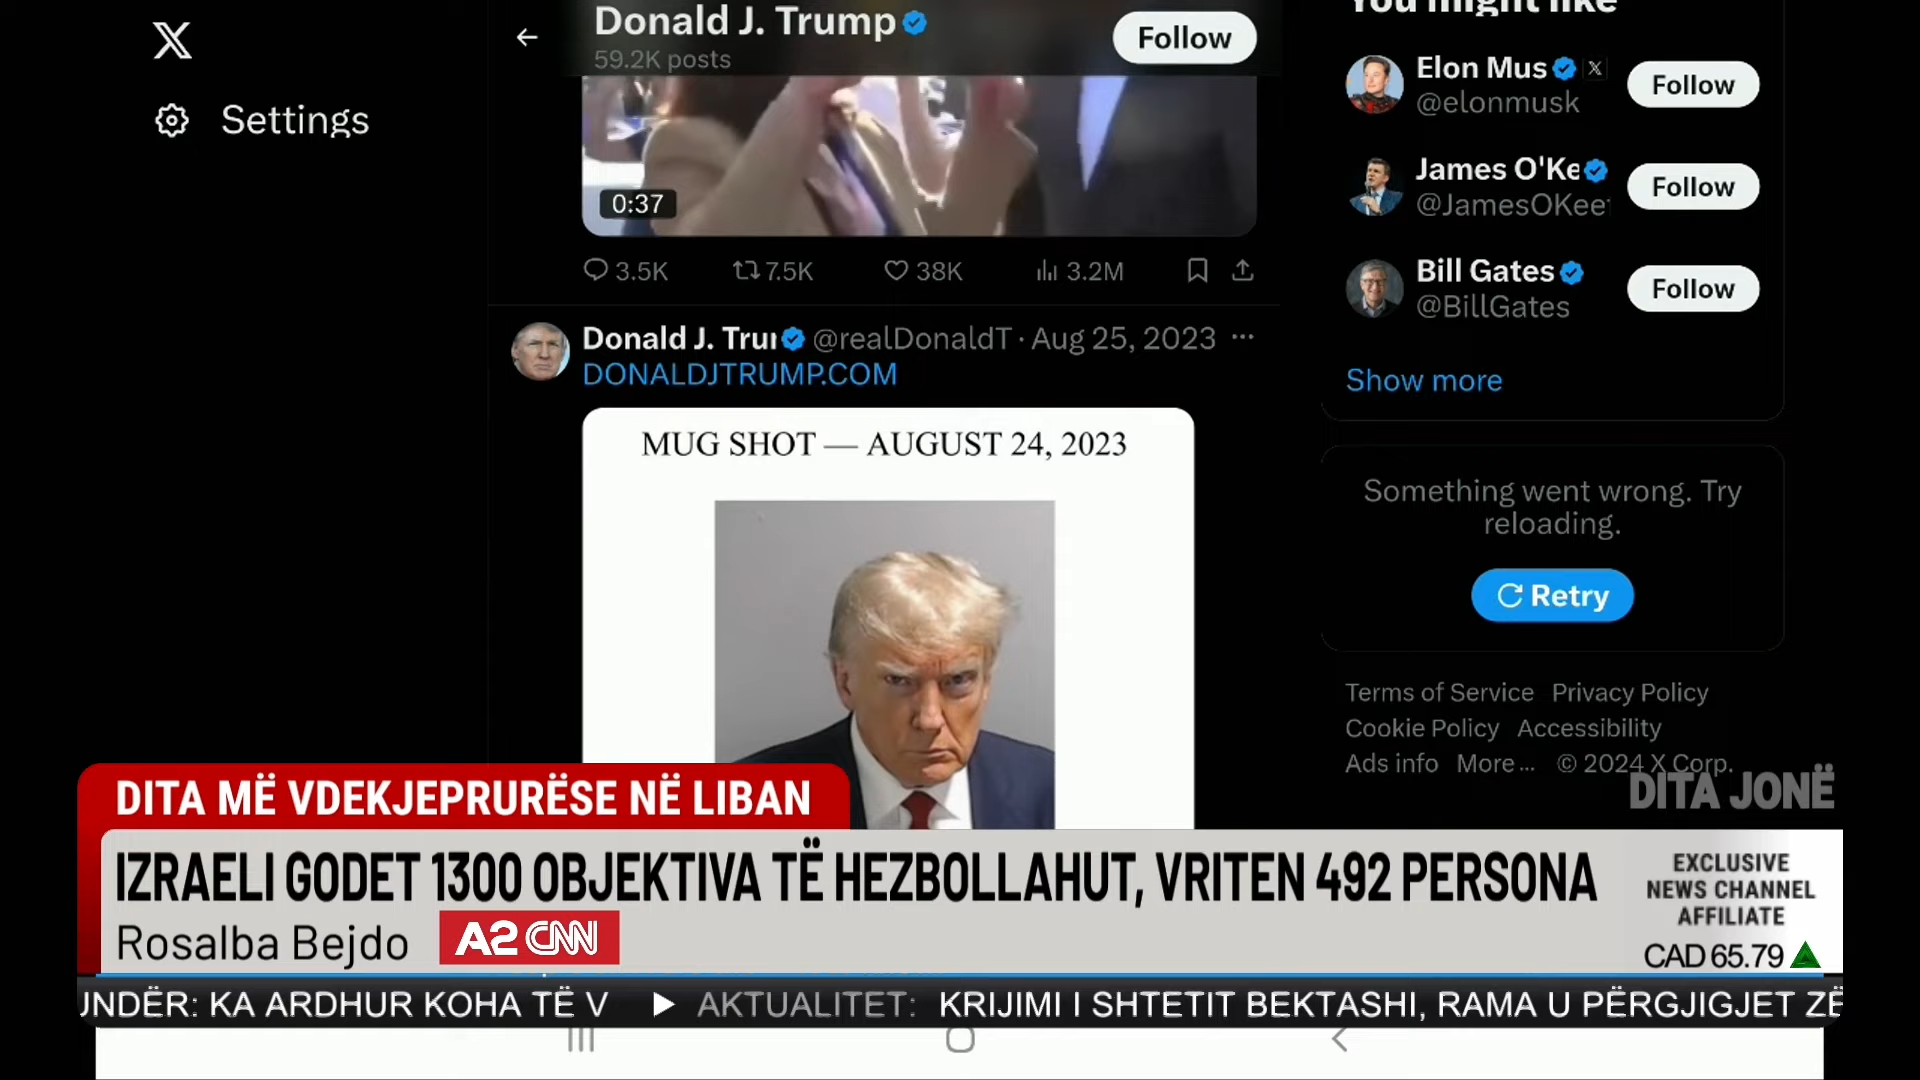 Settings
Donald J. Trump
59.2K posts
Follow
0:37
3.5K 7.5K 38K 3.2M
Donald J. Tru @realDonaldT · Aug 25, 2023
DONALDJTRUMP.COM
MUG SHOT — AUGUST 24, 2023
You might like
Elon Mus
@elonmusk
Follow
James O'Ke
@JamesOKee
Follow
Bill Gates
@BillGates
Follow
Show more
Something went wrong. Try
reloading.
Retry
Terms of Service Privacy Policy
Cookie Policy Accessibility
Ads info More... © 2024 X Corp.
DITA JONË
DITA MË VDEKJEPRURËSE NË LIBAN
IZRAELI GODET 1300 OBJEKTIVA TË HEZBOLLAHUT, VRITEN 492 PERSONA
Rosalba Bejdo A2 CNN
EXCLUSIVE
NEWS CHANNEL
AFFILIATE
CAD 65.79
UNDËR: KA ARDHUR KOHA TË V AKTUALITET: KRIJIMI I SHTETIT BEKTASHI, RAMA U PËRGJIGJET ZË